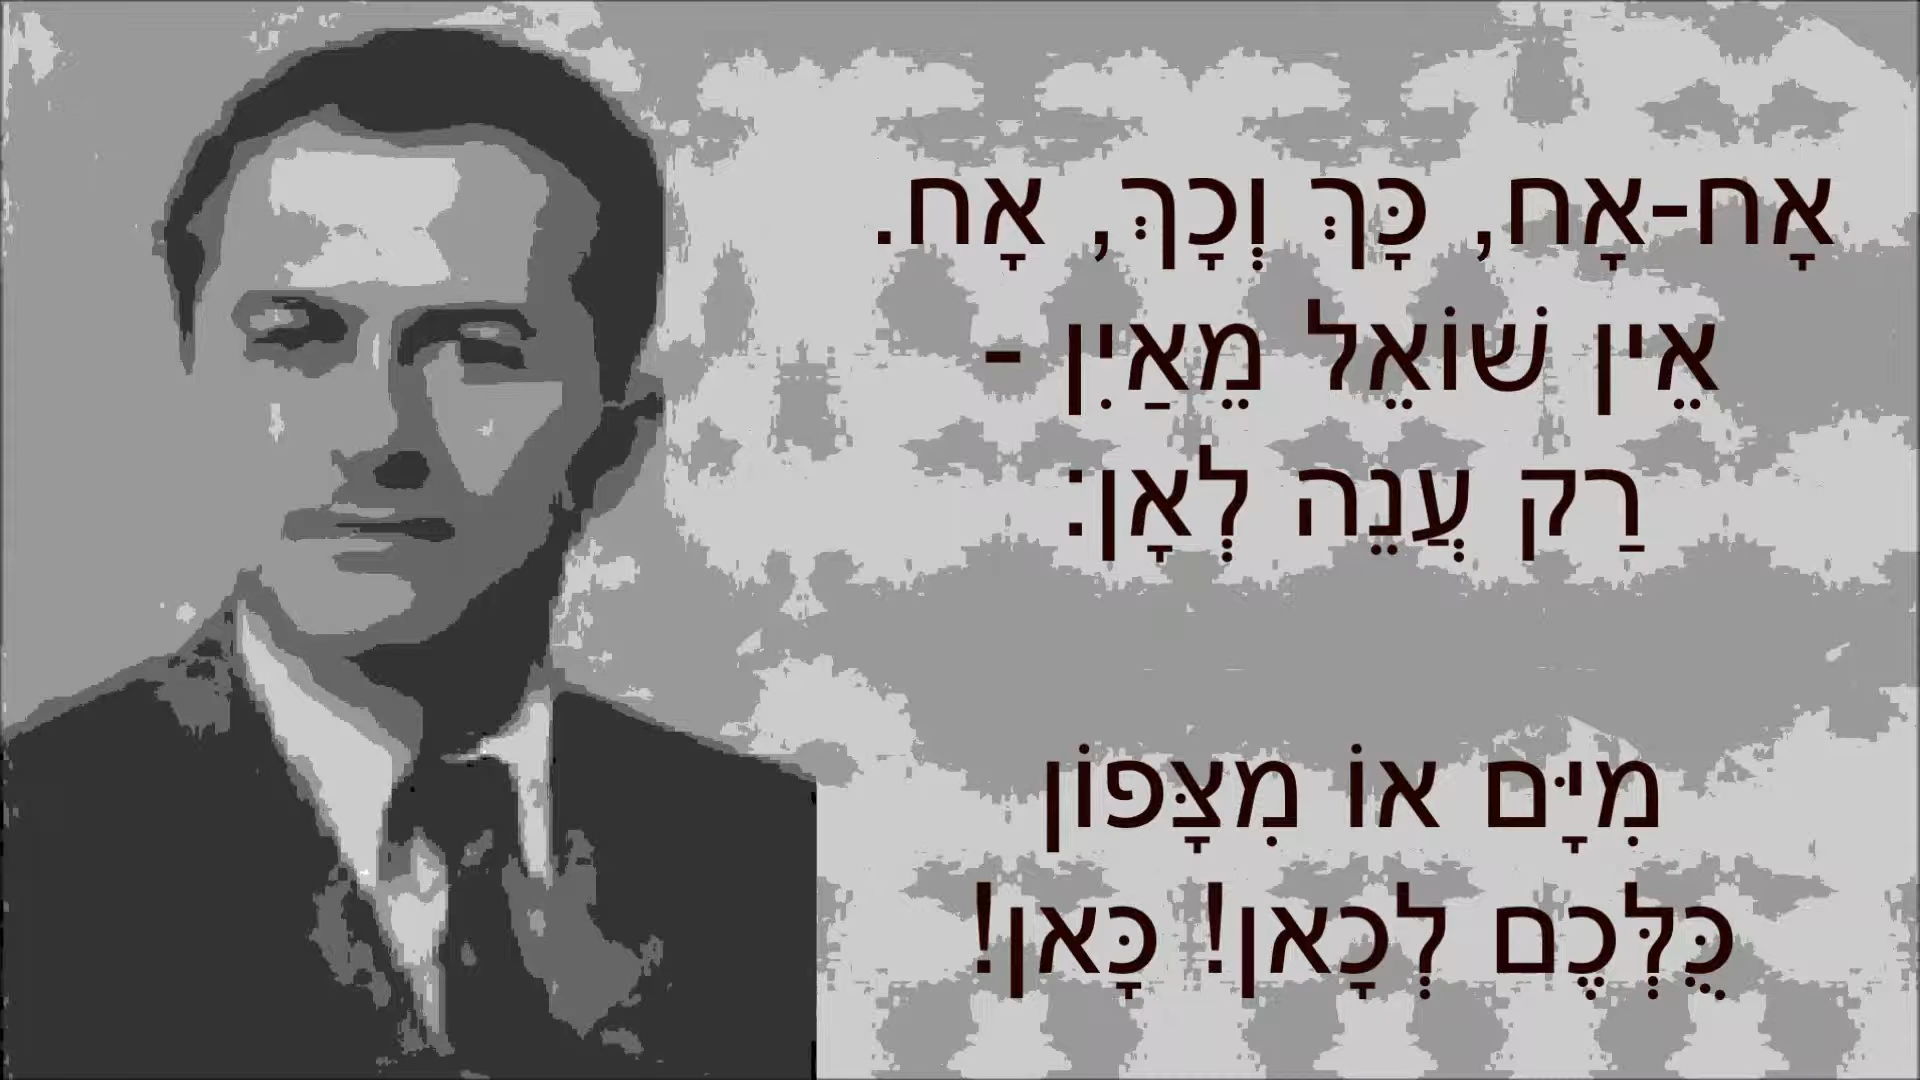 אָח-אָח, כָּךְ וְכָךְ, אָח.
אֵין שׁוֹאֵל מֵאַיִן -
רַק עֲנֵה לְאָן:
מִיָּם אוֹ מִצָּפוֹן
כֻּלְּכֶם לְכָאן! כָּאן!